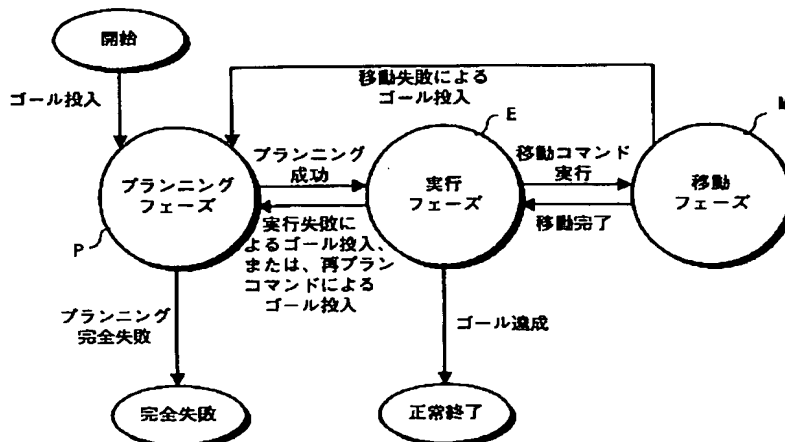 開始
ゴール投入
移動失敗による
ゴール投入
E
M
プランニング
フェーズ
P
プランニング
成功
実行
フェーズ
移動コマンド
実行
移動
フェーズ
実行失敗に
よるゴール投入、
または、再プラン
コマンドによる
ゴール投入
移動完了
プランニング
完全失敗
ゴール達成
完全失敗
正常終了